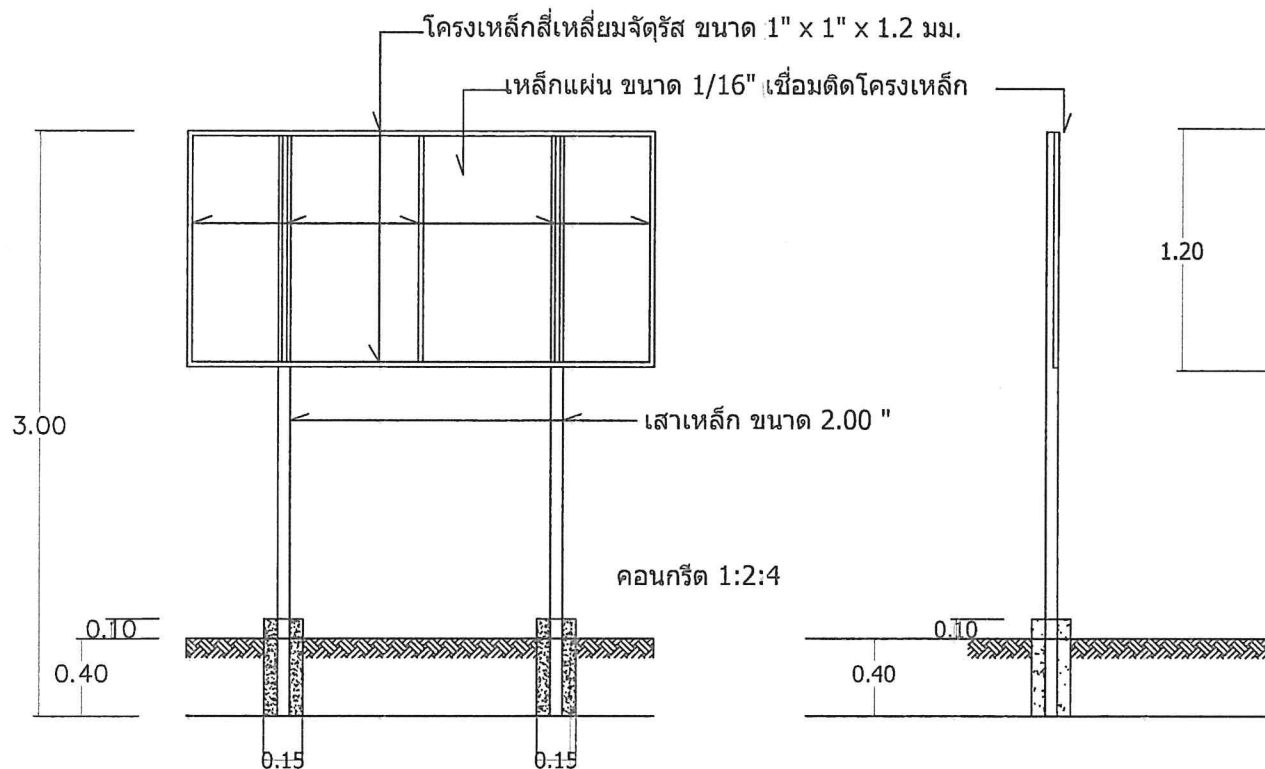 โครงเหล็กสี่เหลี่ยมจัตุรัส ขนาด 1" x 1" x 1.2 มม.
เหล็กแผ่น ขนาด 1/16" เชื่อมติดโครงเหล็ก
1.20
3.00
เสาเหล็ก ขนาด 2.00 "
คอนกรีต 1:2:4
0.10
0.10
0.40
0.40
0.15
0.15